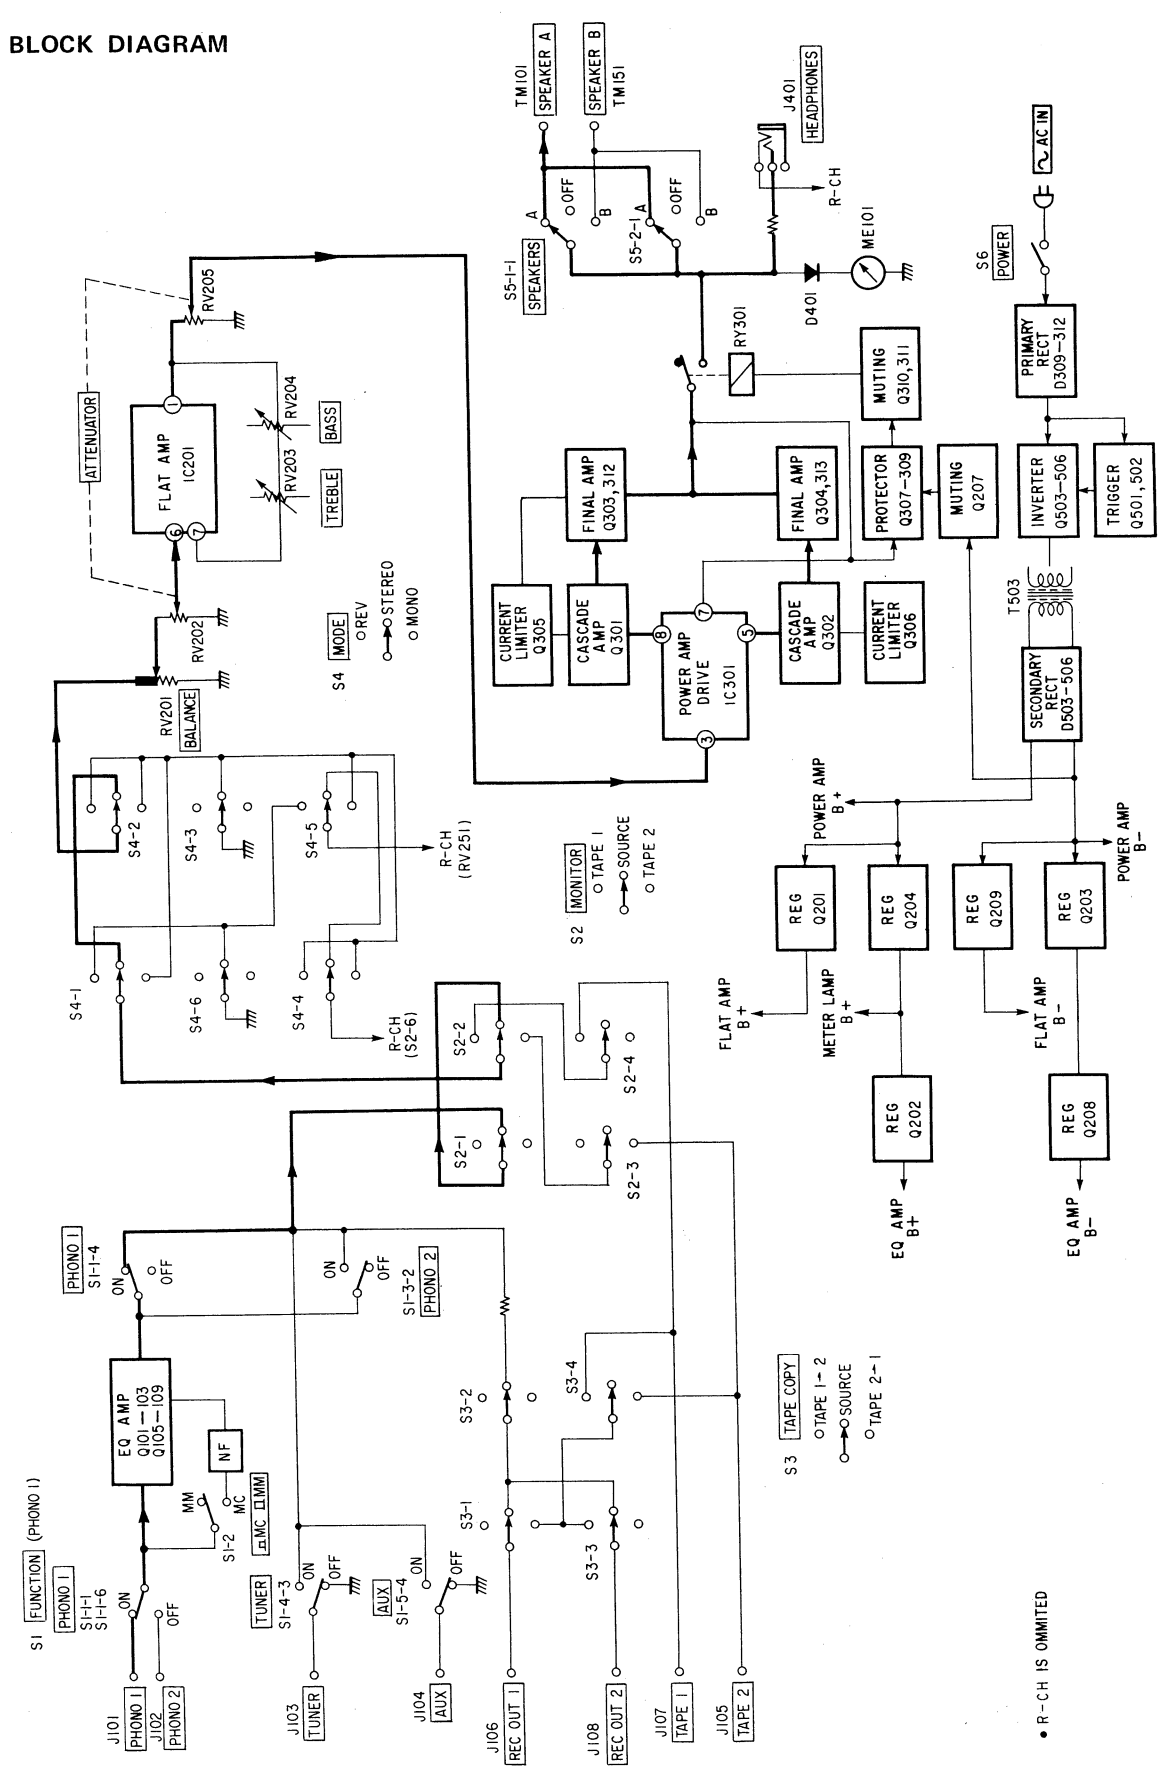 BLOCK DIAGRAM
S1 FUNCTION (PHONO 1)
PHONO 1
S1-1-1
S1-1-6
ON
OFF
J101
PHONO 1
J102
PHONO 2
EQ AMP
Q101—103
Q105—109
NF
MM
MC
S1-2
MC MM
PHONO 1
S1-1-4
ON
OFF
ON
OFF
S1-3-2
PHONO 2
J103
TUNER
TUNER
S1-4-3
ON
OFF
J104
AUX
AUX
S1-5-4
ON
OFF
J106
REC OUT 1
J108
REC OUT 2
J107
TAPE 1
J105
TAPE 2
S3-1
S3-2
S3-3
S3-4
S3 TAPE COPY
TAPE 1→2
SOURCE
TAPE 2→1
S2-1
S2-2
S2-3
S2-4
S2 MONITOR
TAPE 1
SOURCE
TAPE 2
S4-1
S4-2
S4-6
S4-3
S4-4
S4-5
R-CH
(S2-6)
R-CH
(RV251)
S4 MODE
REV
STEREO
MONO
RV201
BALANCE
RV202
ATTENUATOR
FLAT AMP
IC201
6
7
1
RV203
TREBLE
RV204
BASS
RV205
POWER AMP
DRIVE
IC301
3
8
7
5
CURRENT
LIMITER
Q305
CASCADE
AMP
Q301
CASCADE
AMP
Q302
CURRENT
LIMITER
Q306
FINAL AMP
Q303,312
FINAL AMP
Q304,313
PROTECTOR
Q307—309
MUTING
Q310,311
MUTING
Q207
RY301
S5-1-1
SPEAKERS
A
OFF
B
S5-2-1
A
OFF
B
TM101
SPEAKER A
SPEAKER B
TM151
J401
HEADPHONES
R-CH
D401
ME101
AC IN
S6
POWER
PRIMARY
RECT
D309—312
INVERTER
Q503-506
TRIGGER
Q501,502
T503
SECONDARY
RECT
D503-506
POWER AMP
B+
POWER AMP
B−
REG
Q201
REG
Q204
REG
Q209
REG
Q203
FLAT AMP
B+
METER LAMP
B+
FLAT AMP
B−
REG
Q202
REG
Q208
EQ AMP
B+
EQ AMP
B−
● R-CH IS OMMITED